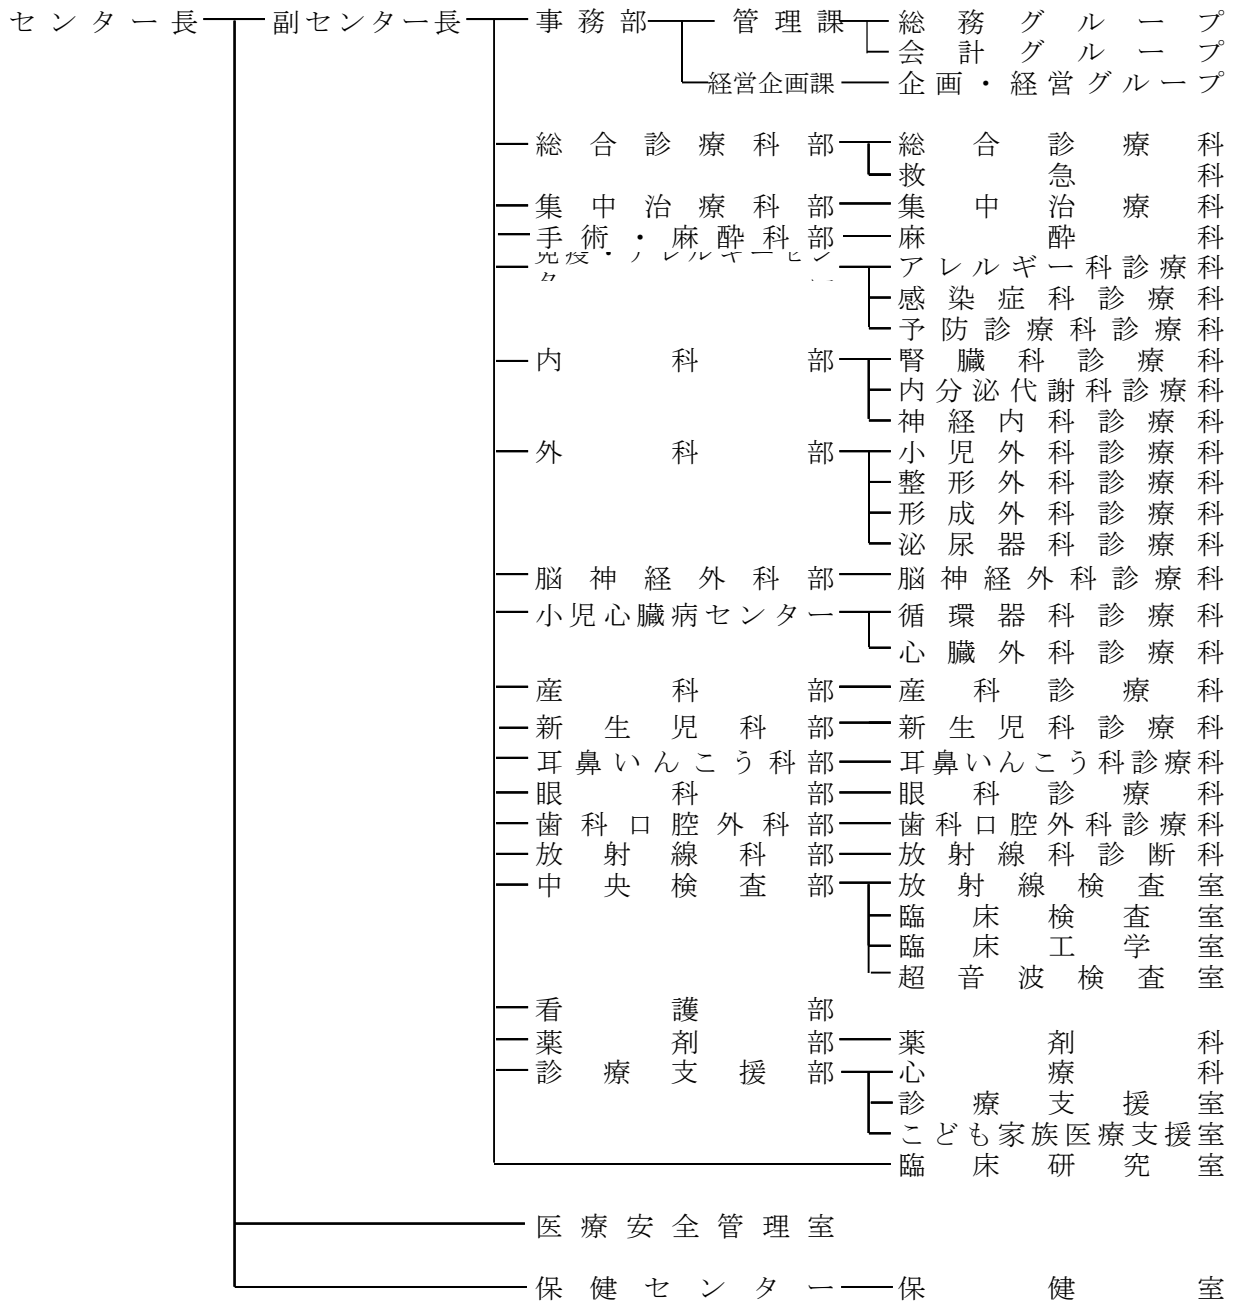 センター長 副センター長 事務部 管理課 総務グループ
会計グループ
経営企画課 企画・経営グループ
総合診療科部 総合診療科
救急科
集中治療科部 集中治療科
手術・麻酔科部 麻酔科
免疫・アレルギーセンター アレルギー科診療科
感染症科診療科
予防診療科診療科
内科部 腎臓科診療科
内分泌代謝科診療科
神経内科診療科
外科部 小児外科診療科
整形外科診療科
形成外科診療科
泌尿器科診療科
脳神経外科部 脳神経外科診療科
小児心臓病センター 循環器科診療科
心臓外科診療科
産科部 産科診療科
新生児科部 新生児科診療科
耳鼻いんこう科部 耳鼻いんこう科診療科
眼科部 眼科診療科
歯科口腔外科部 歯科口腔外科診療科
放射線科部 放射線科診断科
中央検査部 放射線検査室
臨床検査室
臨床工学室
超音波検査室
看護部
薬剤部 薬剤科
診療支援部 心療科
診療支援室
こども家族医療支援室
臨床研究室
医療安全管理室
保健センター 保健室